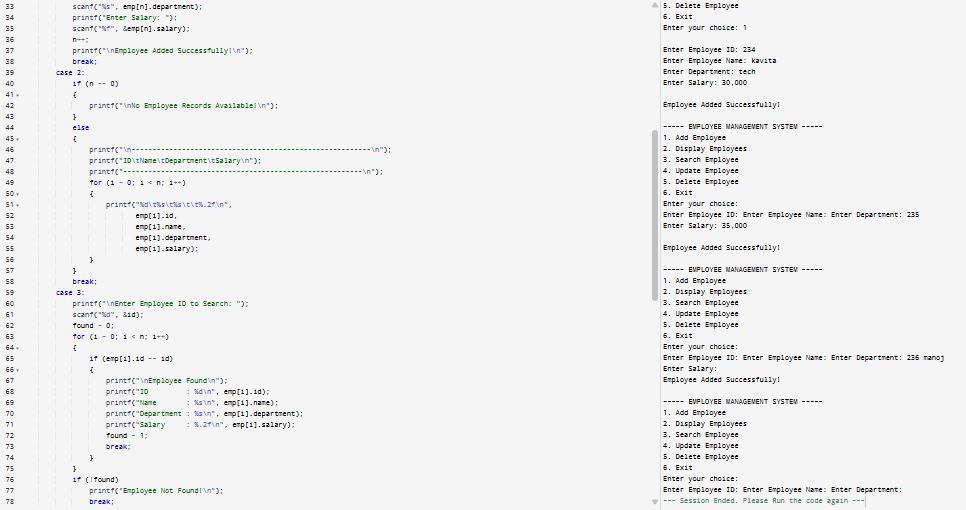 33 scanf("%s", emp[n].department);
34 printf("Enter Salary: ");
35 scanf("%f", &emp[n].salary);
36 n++;
37 printf("\nEmployee Added Successfully!\n");
38 break;
39 case 2:
40 if (n == 0)
41 {
42 printf("\nNo Employee Records Available!\n");
43 }
44 else
45 {
46 printf("\n----------------------------------------------------------\n");
47 printf("ID\tName\tDepartment\tSalary\n");
48 printf("----------------------------------------------------------\n");
49 for (i = 0; i < n; i++)
50 {
51 printf("%d\t%s\t%s\t\t%.2f\n",
52 emp[i].id,
53 emp[i].name,
54 emp[i].department,
55 emp[i].salary);
56 }
57 }
58 break;
59 case 3:
60 printf("\nEnter Employee ID to Search: ");
61 scanf("%d", &id);
62 found = 0;
63 for (i = 0; i < n; i++)
64 {
65 if (emp[i].id == id)
66 {
67 printf("\nEmployee Found\n");
68 printf("ID         : %d\n", emp[i].id);
69 printf("Name       : %s\n", emp[i].name);
70 printf("Department : %s\n", emp[i].department);
71 printf("Salary     : %.2f\n", emp[i].salary);
72 found = 1;
73 break;
74 }
75 }
76 if (!found)
77 printf("Employee Not Found!\n");
78 break;
5. Delete Employee
6. Exit
Enter your choice: 1
Enter Employee ID: 234
Enter Employee Name: kavita
Enter Department: tech
Enter Salary: 30,000
Employee Added Successfully!
----- EMPLOYEE MANAGEMENT SYSTEM -----
1. Add Employee
2. Display Employees
3. Search Employee
4. Update Employee
5. Delete Employee
6. Exit
Enter your choice:
Enter Employee ID: Enter Employee Name: Enter Department: 235
Enter Salary: 35,000
Employee Added Successfully!
----- EMPLOYEE MANAGEMENT SYSTEM -----
1. Add Employee
2. Display Employees
3. Search Employee
4. Update Employee
5. Delete Employee
6. Exit
Enter your choice:
Enter Employee ID: Enter Employee Name: Enter Department: 236 manoj
Enter Salary:
Employee Added Successfully!
----- EMPLOYEE MANAGEMENT SYSTEM -----
1. Add Employee
2. Display Employees
3. Search Employee
4. Update Employee
5. Delete Employee
6. Exit
Enter your choice:
Enter Employee ID: Enter Employee Name: Enter Department:
--- Session Ended. Please Run the code again ---